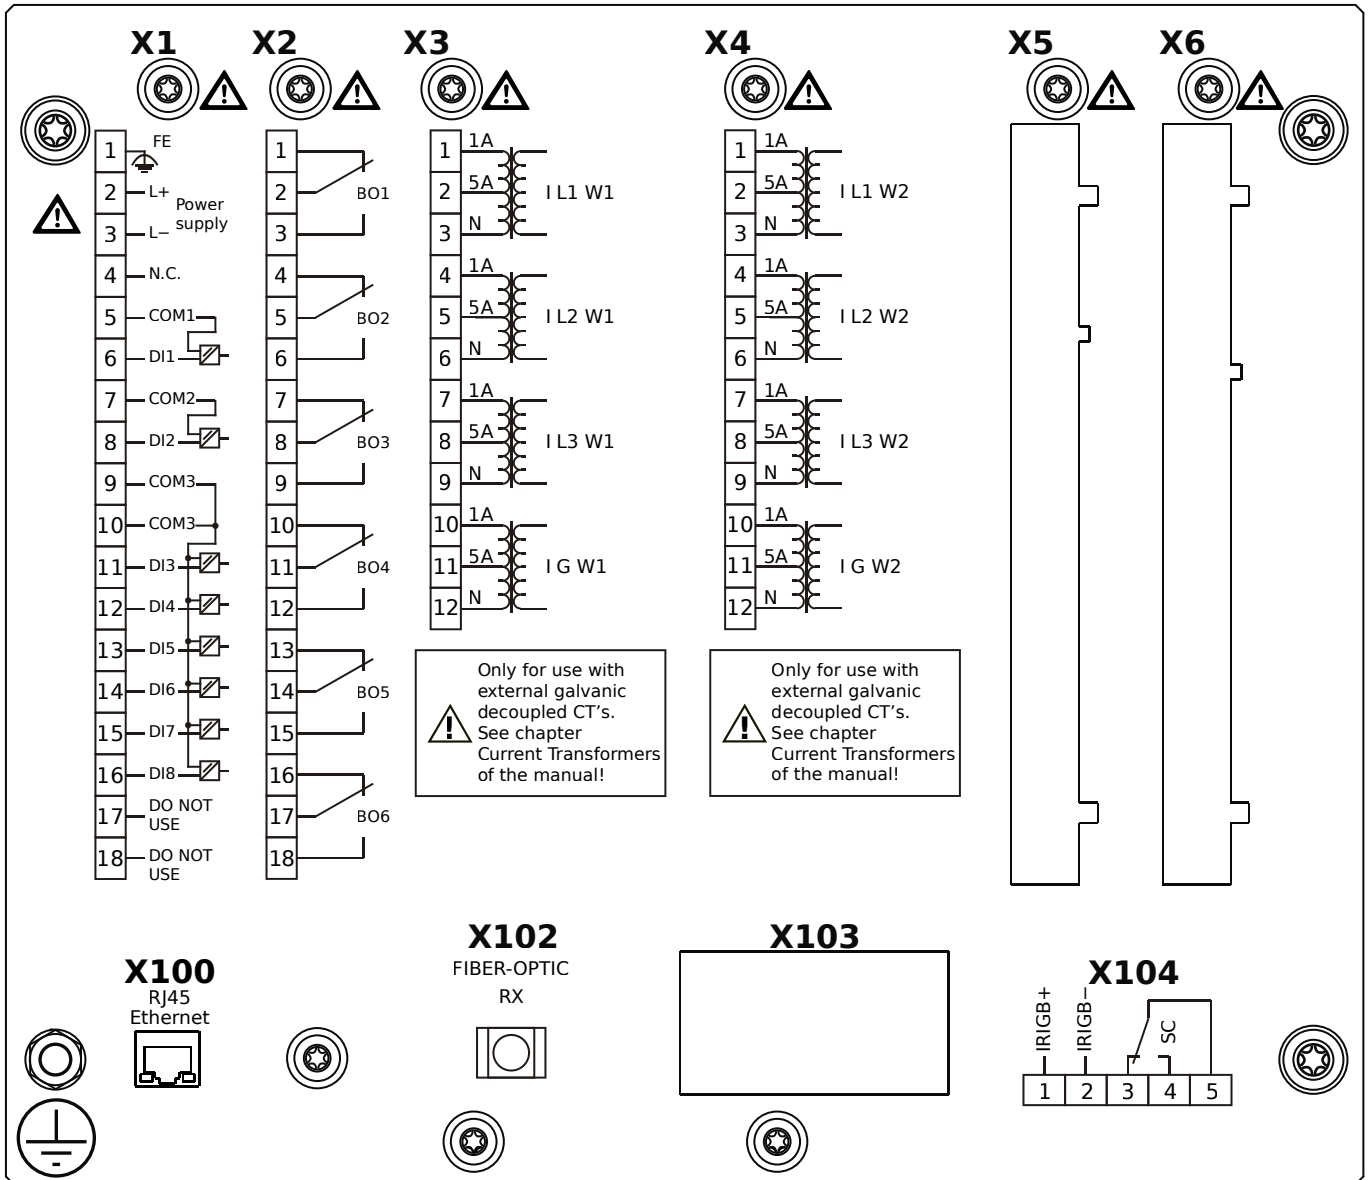 X1 X2 X3 X4 X5 X6
1 FE
2 L+
Power
supply
3 L−
4 N.C.
5 COM1
6 DI1
7 COM2
8 DI2
9 COM3
10 COM3
11 DI3
12 DI4
13 DI5
14 DI6
15 DI7
16 DI8
17 DO NOT
USE
18 DO NOT
USE
1
2 BO1
3
4
5 BO2
6
7
8 BO3
9
10
11 BO4
12
13
14 BO5
15
16
17 BO6
18
1 1A
2 5A I L1 W1
3 N
4 1A
5 5A I L2 W1
6 N
7 1A
8 5A I L3 W1
9 N
10 1A
11 5A I G W1
12 N
Only for use with
external galvanic
decoupled CT's.
See chapter
Current Transformers
of the manual!
1 1A
2 5A I L1 W2
3 N
4 1A
5 5A I L2 W2
6 N
7 1A
8 5A I L3 W2
9 N
10 1A
11 5A I G W2
12 N
Only for use with
external galvanic
decoupled CT's.
See chapter
Current Transformers
of the manual!
X100
RJ45
Ethernet
X102
FIBER-OPTIC
RX
X103
X104
IRIGB+
IRIGB−
SC
1 2 3 4 5